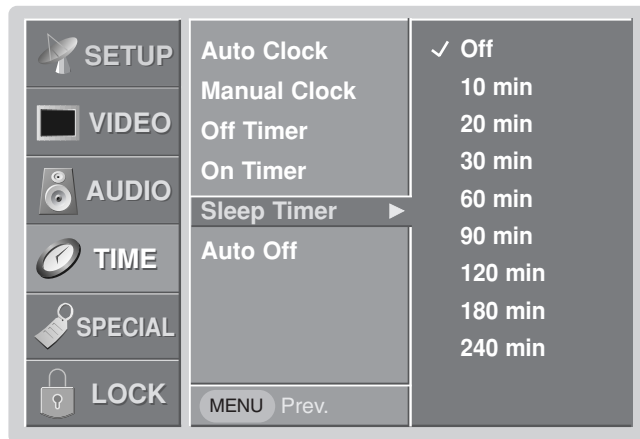 SETUP
VIDEO
AUDIO
TIME
SPECIAL
LOCK
Auto Clock
Manual Clock
Off Timer
On Timer
Sleep Timer ►
Auto Off
MENU Prev.
✓ Off
10 min
20 min
30 min
60 min
90 min
120 min
180 min
240 min